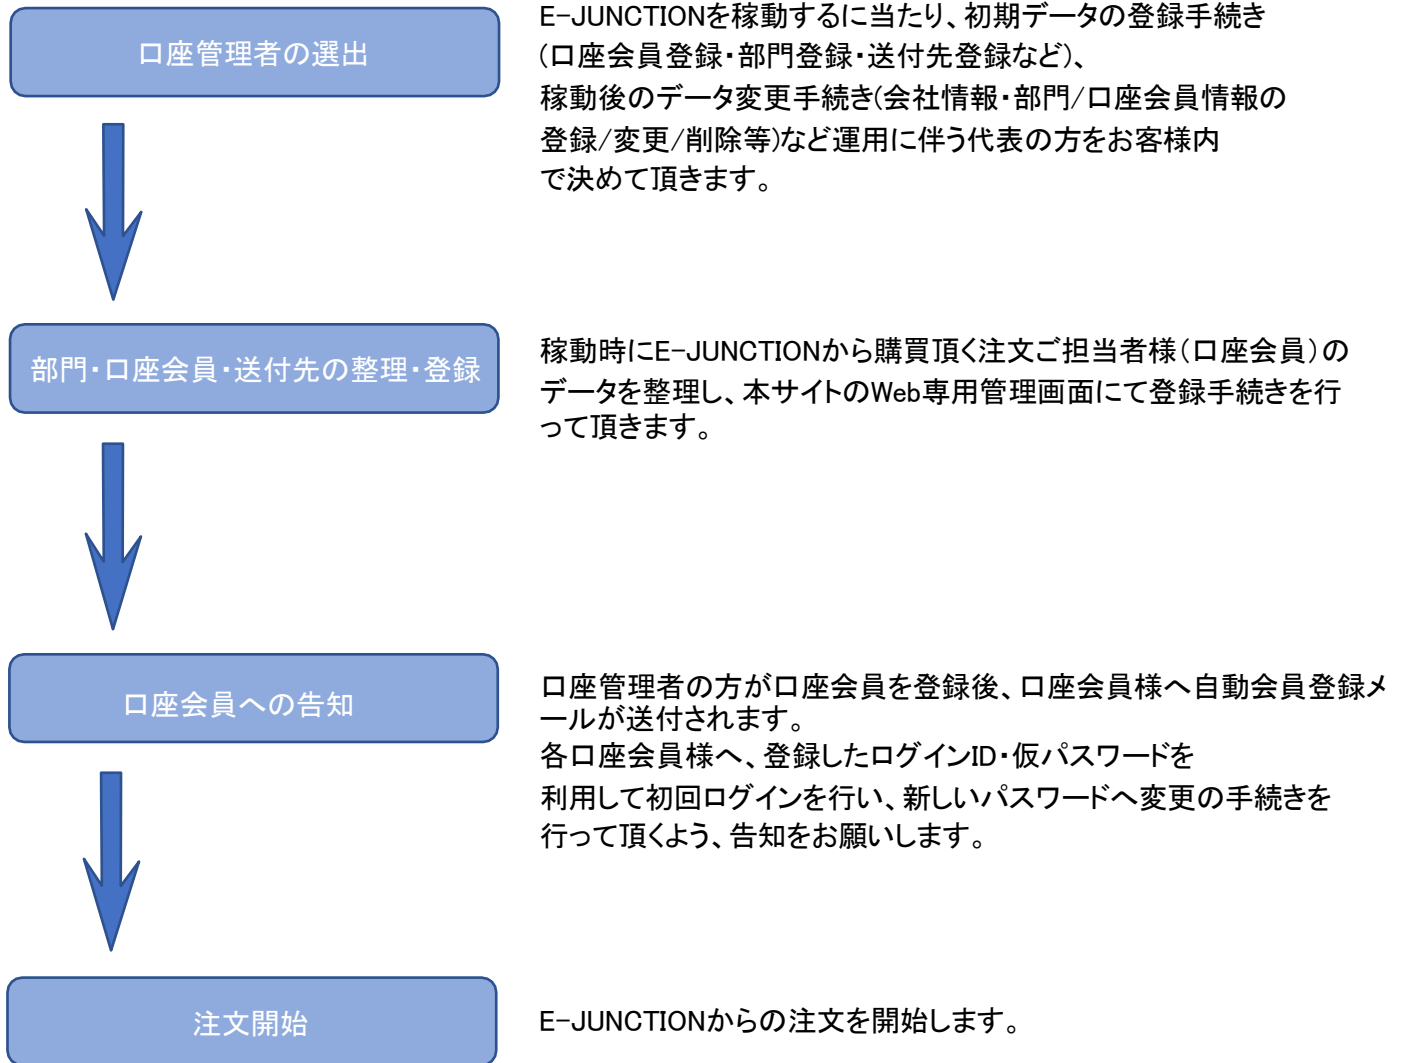 口座管理者の選出
E-JUNCTIONを稼動するに当たり、初期データの登録手続き
(口座会員登録・部門登録・送付先登録など)、
稼動後のデータ変更手続き(会社情報・部門/口座会員情報の
登録/変更/削除等)など運用に伴う代表の方をお客様内
で決めて頂きます。
部門・口座会員・送付先の整理・登録
稼動時にE-JUNCTIONから購買頂く注文ご担当者様（口座会員）の
データを整理し、本サイトのWeb専用管理画面にて登録手続きを行
って頂きます。
口座会員への告知
口座管理者の方が口座会員を登録後、口座会員様へ自動会員登録メ
ールが送付されます。
各口座会員様へ、登録したログインID・仮パスワードを
利用して初回ログインを行い、新しいパスワードへ変更の手続きを
行って頂くよう、告知をお願いします。
注文開始
E-JUNCTIONからの注文を開始します。